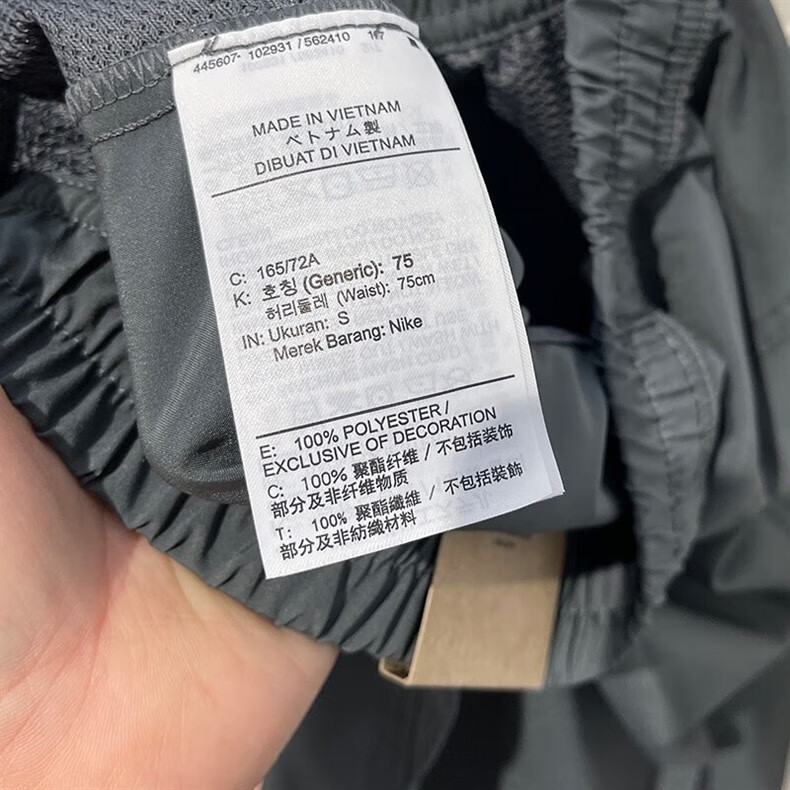 445607- 102931 / 562410
MADE IN VIETNAM
ベトナム製
DIBUAT DI VIETNAM
C: 165/72A
K: 호칭 (Generic): 75
허리둘레 (Waist): 75cm
IN: Ukuran: S
Merek Barang: Nike
E: 100% POLYESTER /
EXCLUSIVE OF DECORATION
C: 100% 聚酯纤维 / 不包括装饰
部分及非纤维物质
T: 100% 聚酯纖維 / 不包括裝飾
部分及非紡織材料